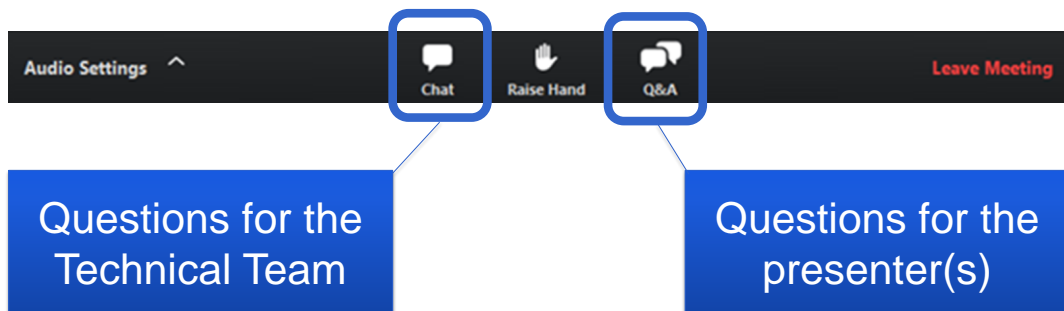 Audio Settings
Chat
Raise Hand
Q&A
Leave Meeting
Questions for the
Technical Team
Questions for the
presenter(s)